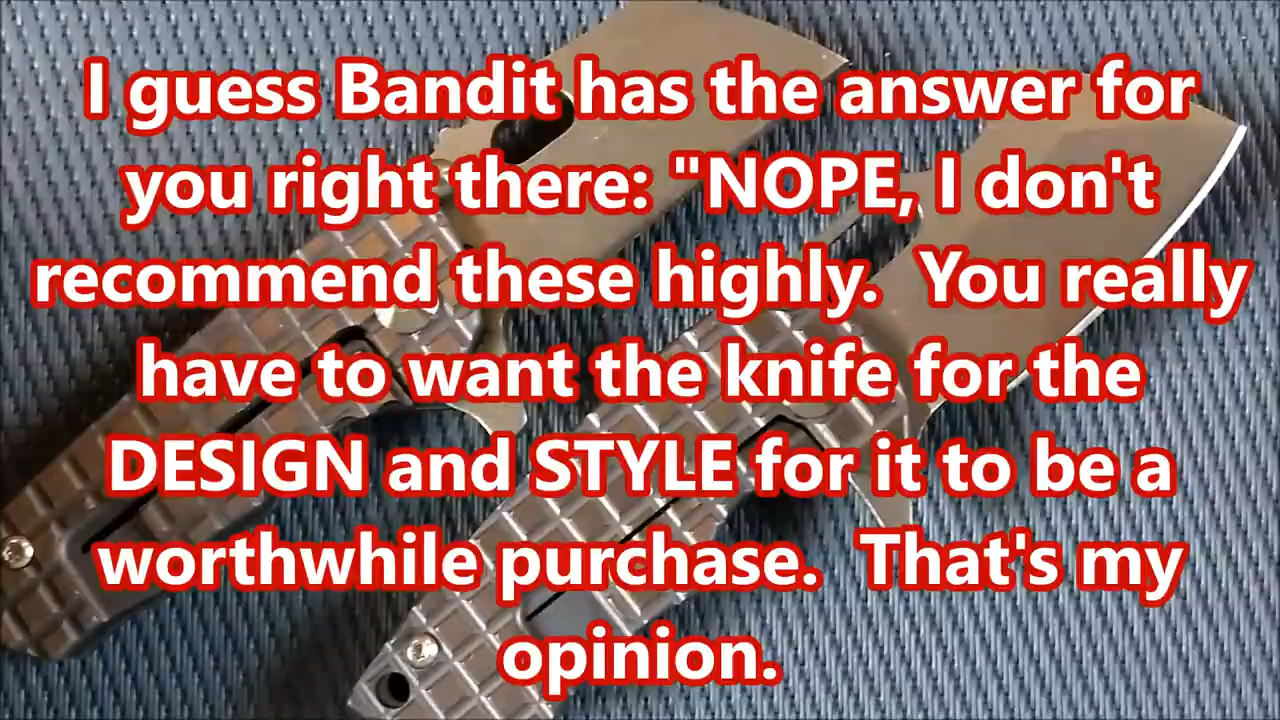 I guess Bandit has the answer for
you right there: "NOPE, I don't
recommend these highly.  You really
have to want the knife for the
DESIGN and STYLE for it to be a
worthwhile purchase.  That's my
opinion.